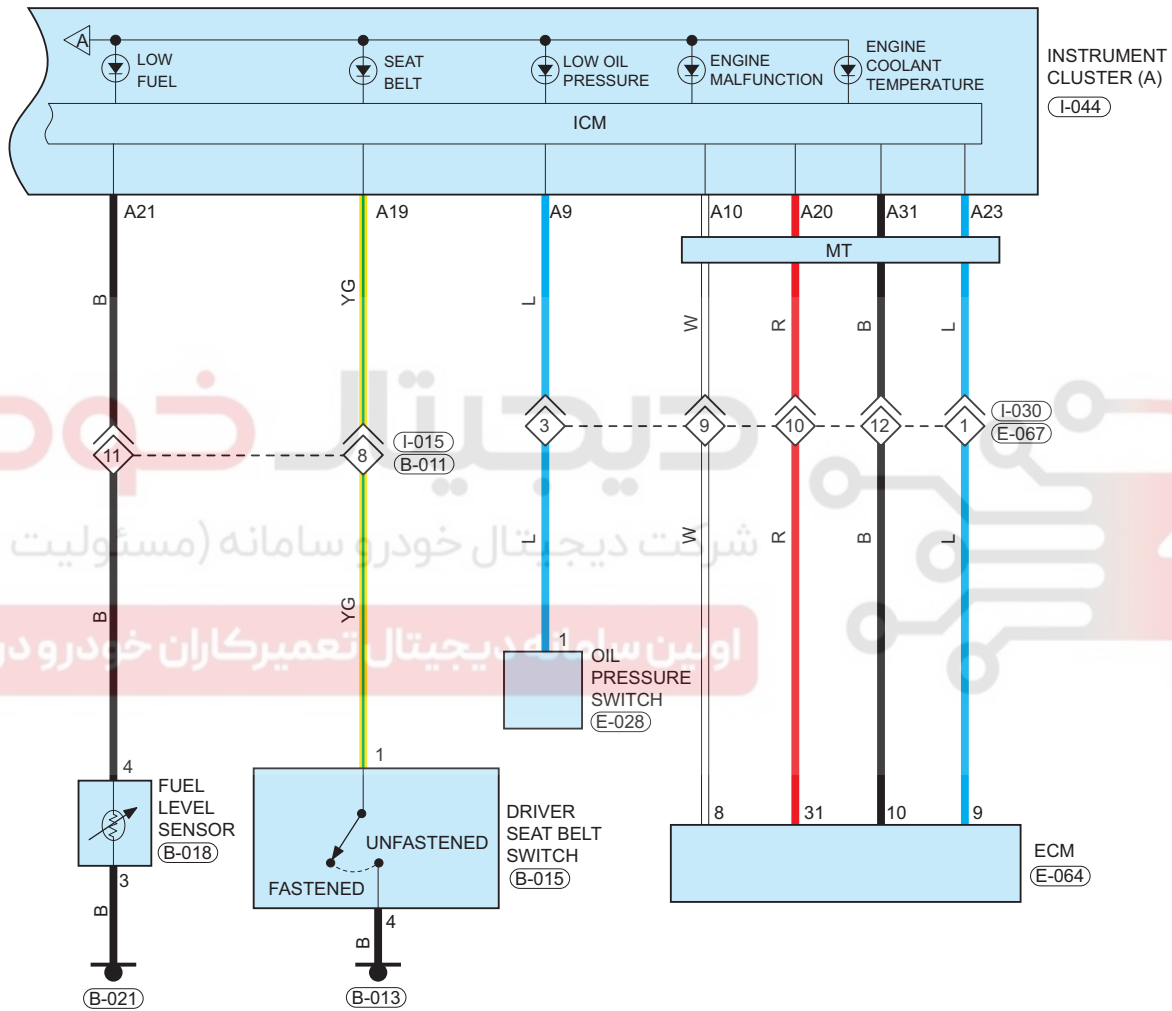 A
LOW
FUEL
SEAT
BELT
LOW OIL
PRESSURE
ENGINE
MALFUNCTION
ENGINE
COOLANT
TEMPERATURE
INSTRUMENT
CLUSTER (A)
I-044
ICM
A21
A19
A9
A10
A20
A31
A23
MT
B
YG
L
W
R
B
L
3
9
10
12
1
I-030
E-067
11
8
I-015
B-011
دیجیتال خودرو
شرکت دیجیتال خودرو سامانه (مسئولیت
L
W
R
B
L
B
YG
اولین سامانه دیجیتال تعمیرکاران خودرو در
1
OIL
PRESSURE
SWITCH
E-028
4
FUEL
LEVEL
SENSOR
B-018
3
1
UNFASTENED
FASTENED
DRIVER
SEAT BELT
SWITCH
B-015
4
8
31
10
9
ECM
E-064
B
B
B-021
B-013